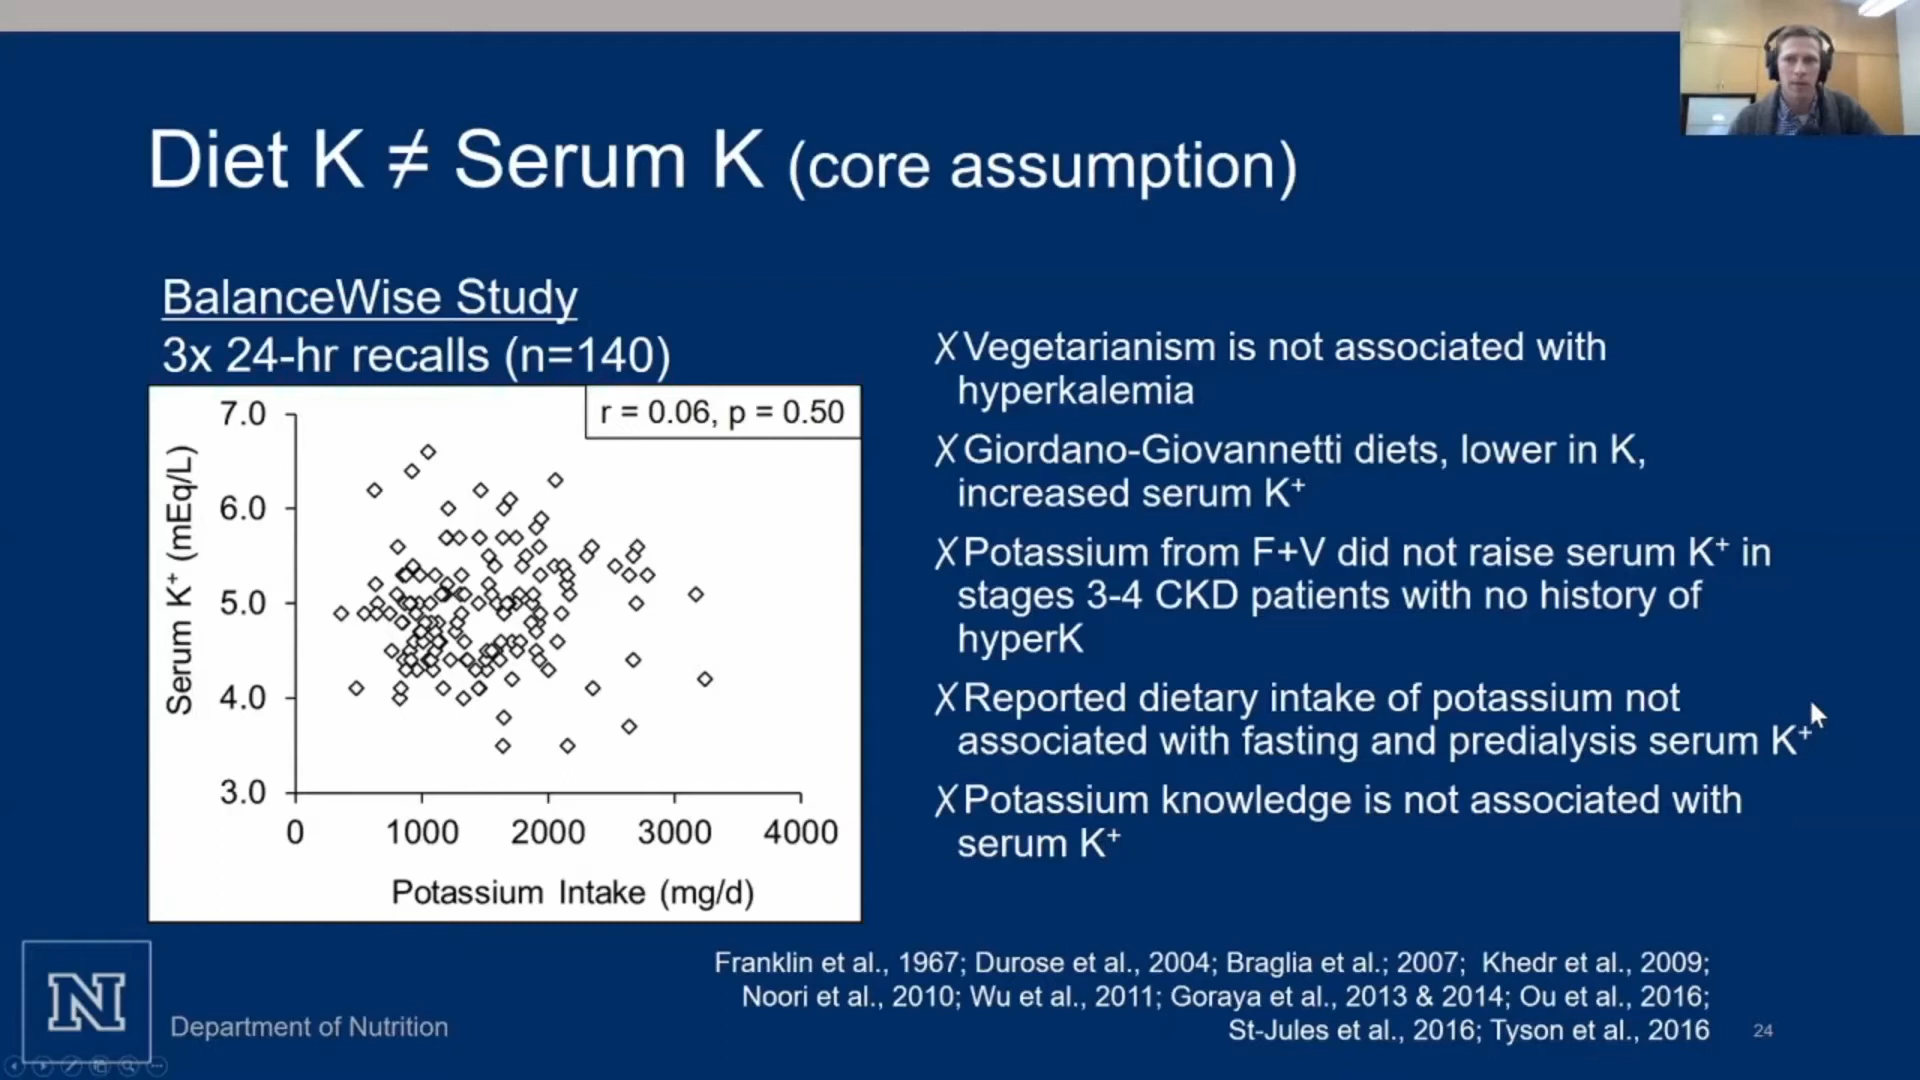 Diet K ≠ Serum K (core assumption)
BalanceWise Study
3x 24-hr recalls (n=140)
r = 0.06, p = 0.50
Serum K⁺ (mEq/L)
7.0
6.0
5.0
4.0
3.0
0 1000 2000 3000 4000
Potassium Intake (mg/d)
╳Vegetarianism is not associated with
hyperkalemia
╳Giordano-Giovannetti diets, lower in K,
increased serum K⁺
╳Potassium from F+V did not raise serum K⁺ in
stages 3-4 CKD patients with no history of
hyperK
╳Reported dietary intake of potassium not
associated with fasting and predialysis serum K⁺
╳Potassium knowledge is not associated with
serum K⁺
Franklin et al., 1967; Durose et al., 2004; Braglia et al.; 2007; Khedr et al., 2009;
Noori et al., 2010; Wu et al., 2011; Goraya et al., 2013 & 2014; Ou et al., 2016;
St-Jules et al., 2016; Tyson et al., 2016
N
Department of Nutrition
24